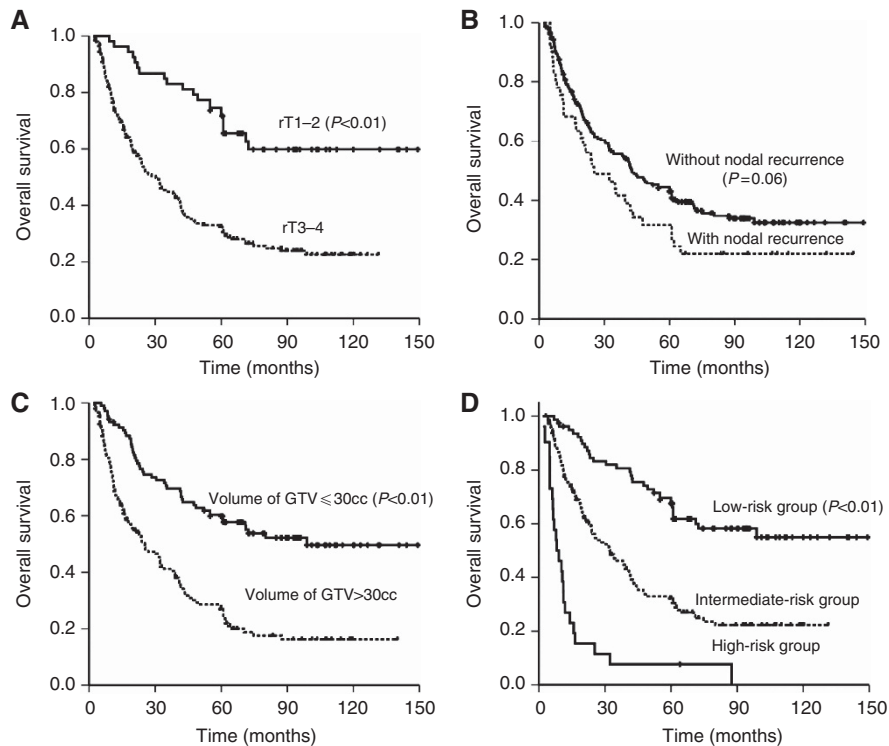 A
1.0
0.8
0.6
0.4
0.2
0.0
Overall survival
rT1–2 (P<0.01)
rT3–4
0 30 60 90 120 150
Time (months)
B
1.0
0.8
0.6
0.4
0.2
0.0
Overall survival
Without nodal recurrence
(P=0.06)
With nodal recurrence
0 30 60 90 120 150
Time (months)
C
1.0
0.8
0.6
0.4
0.2
0.0
Overall survival
Volume of GTV ⩽ 30cc (P<0.01)
Volume of GTV>30cc
0 30 60 90 120 150
Time (months)
D
1.0
0.8
0.6
0.4
0.2
0.0
Overall survival
Low-risk group (P<0.01)
Intermediate-risk group
High-risk group
0 30 60 90 120 150
Time (months)